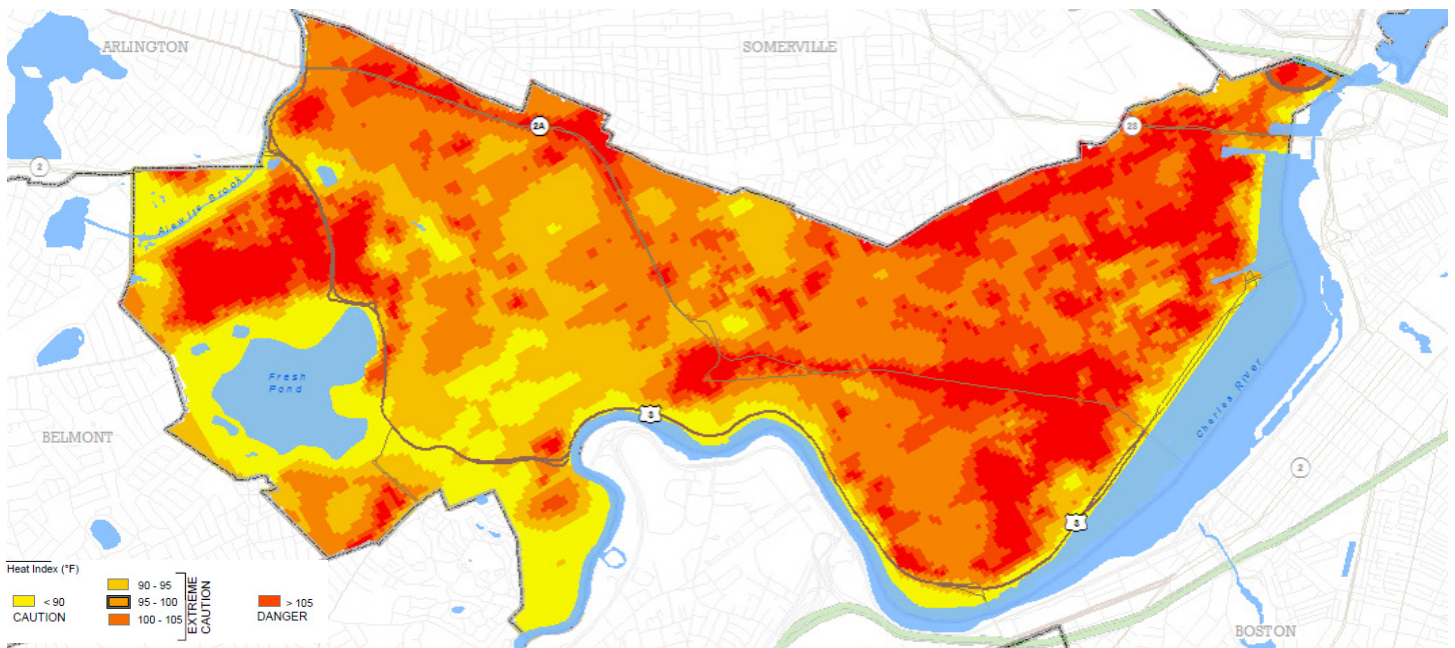 ARLINGTON
SOMERVILLE
2A
28
2
Alewife Brook
Fresh
Pond
3
Charles River
BELMONT
2
3
BOSTON
Heat Index (°F)
< 90
CAUTION
90 - 95
95 - 100
100 - 105
EXTREME
CAUTION
> 105
DANGER